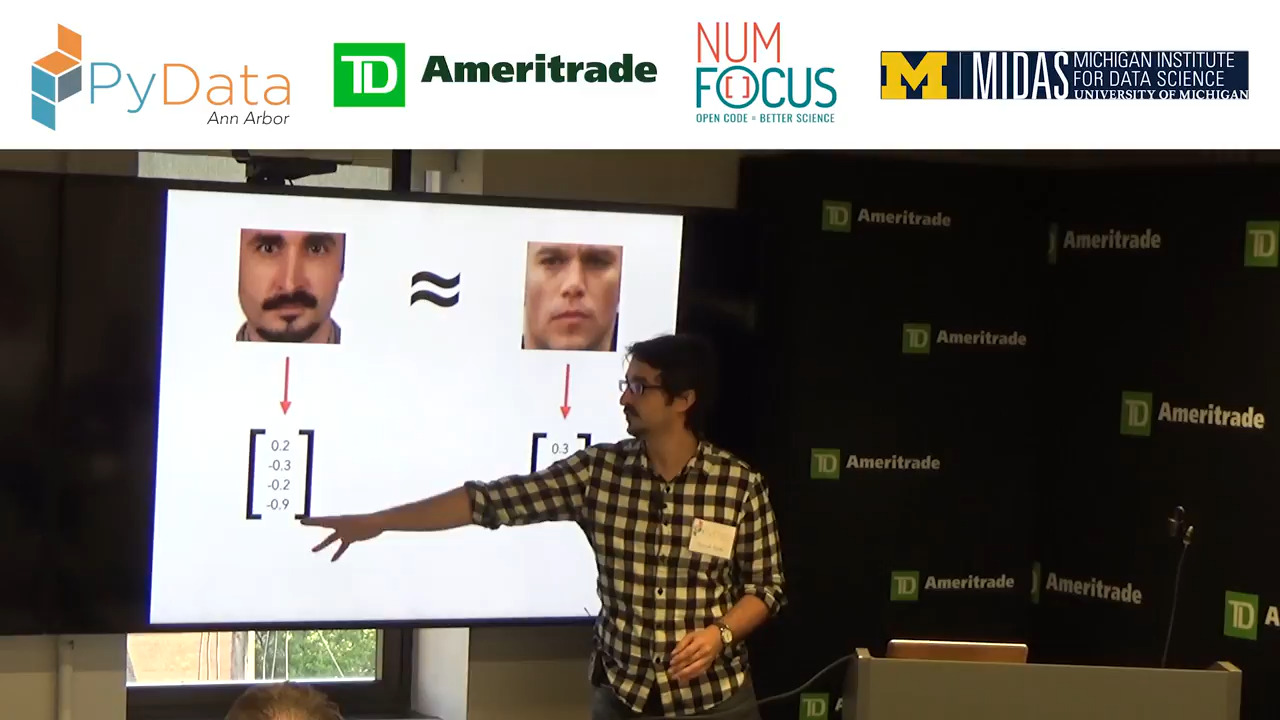 PyData
Ann Arbor
TD Ameritrade
NUM
FOCUS
OPEN CODE = BETTER SCIENCE
M MIDAS
MICHIGAN INSTITUTE
FOR DATA SCIENCE
UNIVERSITY OF MICHIGAN
≈
0.2
-0.3
-0.2
-0.9
0.3
TD Ameritrade
Ameritrade
TD
TD Ameritrade
TD Ameritrade
TD Ameritrade
TD Ameritrade
Ameritrade
TD A
TD